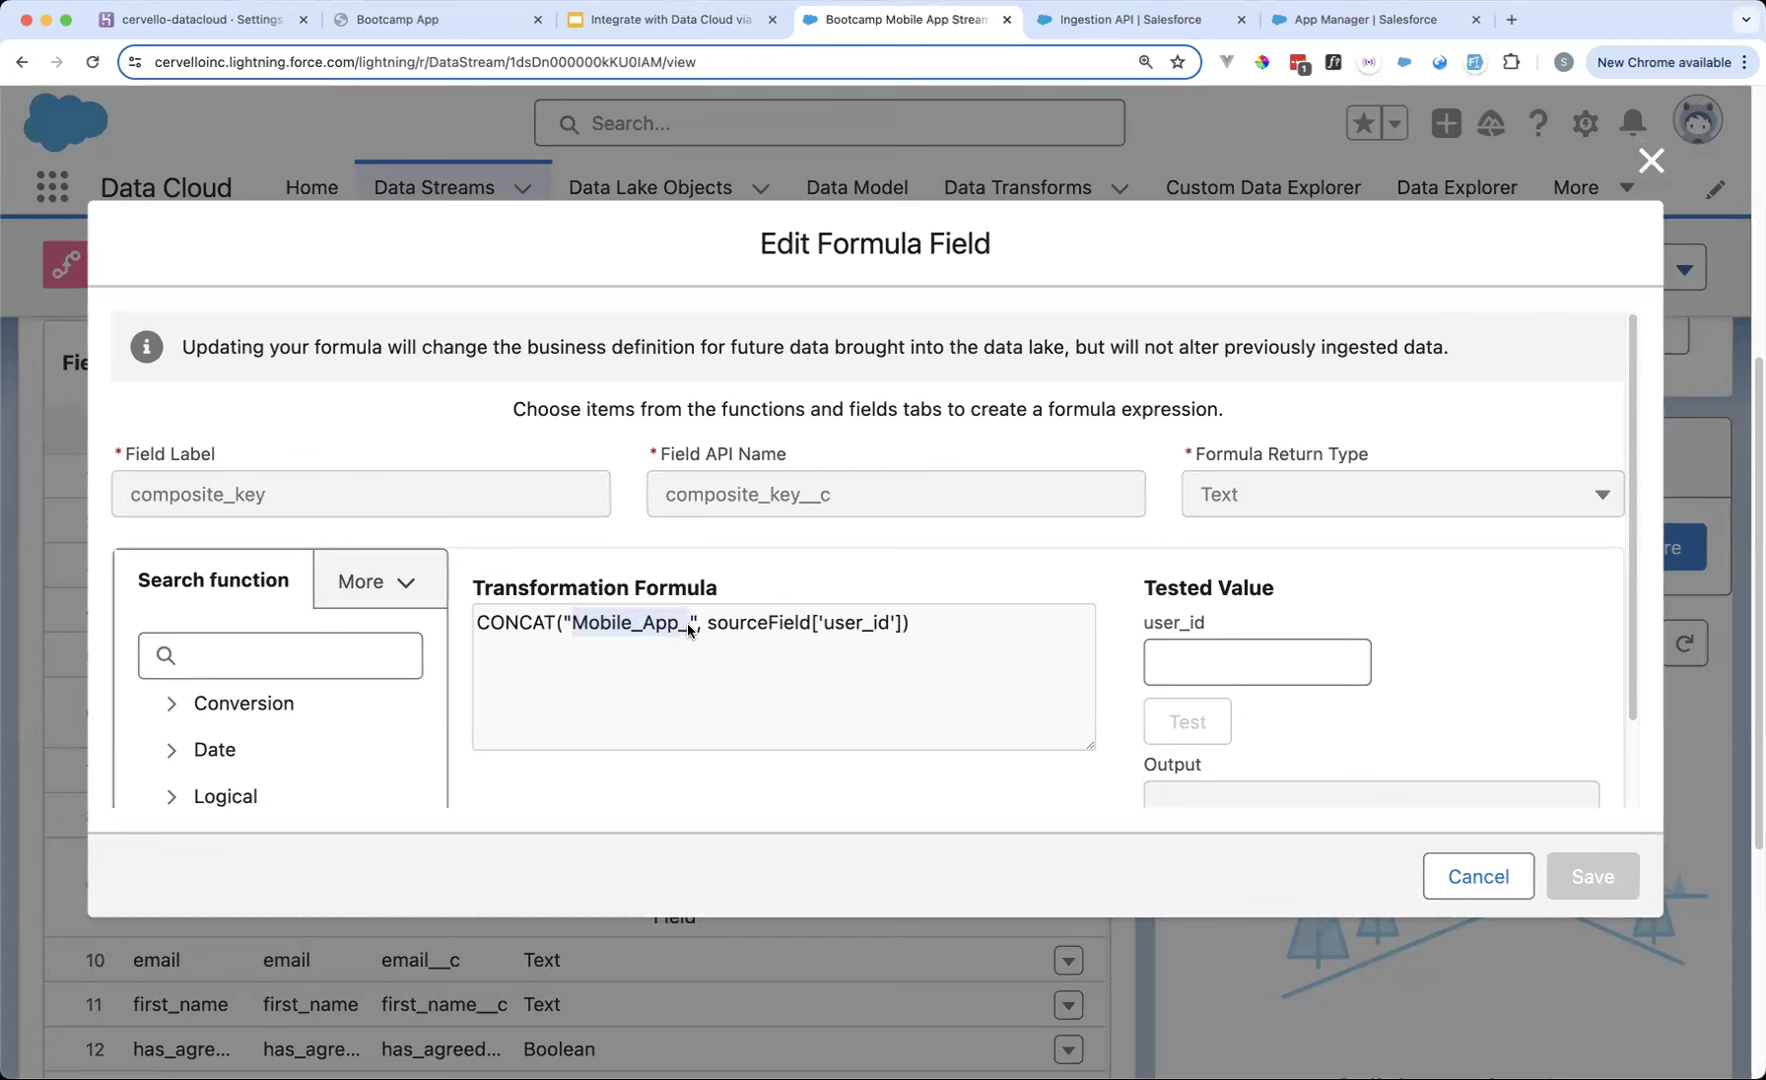 cervello-datacloud · Settings
Bootcamp App
Integrate with Data Cloud via
Bootcamp Mobile App Stream
Ingestion API | Salesforce
App Manager | Salesforce
cervelloinc.lightning.force.com/lightning/r/DataStream/1dsDn000000kKU0IAM/view
1
S
New Chrome available
Search...
Data Cloud
Home
Data Streams
Data Lake Objects
Data Model
Data Transforms
Custom Data Explorer
Data Explorer
More
Edit Formula Field
Fie
Updating your formula will change the business definition for future data brought into the data lake, but will not alter previously ingested data.
Choose items from the functions and fields tabs to create a formula expression.
* Field Label
* Field API Name
* Formula Return Type
composite_key
composite_key__c
Text
re
Search function
More
Transformation Formula
Tested Value
CONCAT("Mobile_App_", sourceField['user_id'])
user_id
Conversion
Test
Date
Output
Logical
Cancel
Save
Field
10 email email email__c Text
11 first_name first_name first_name__c Text
12 has_agre... has_agre... has_agreed... Boolean